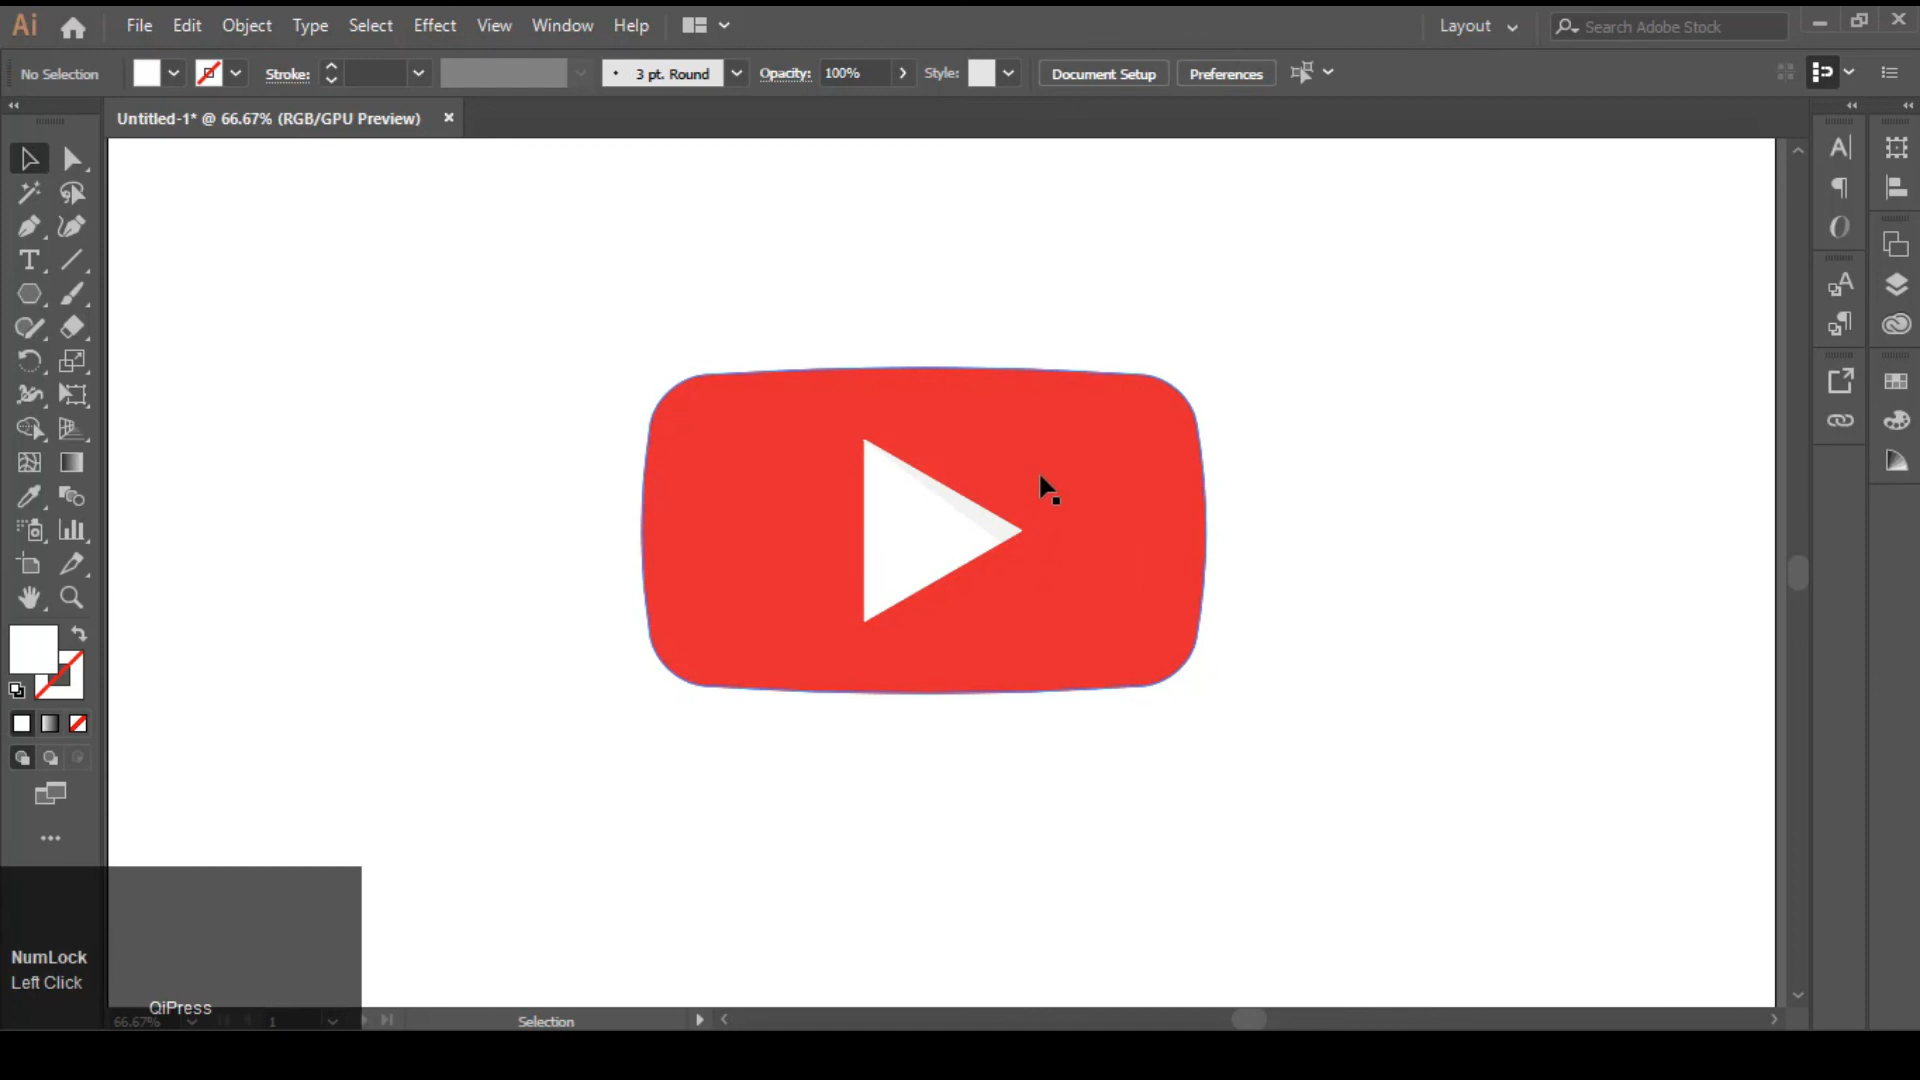 Ai File Edit Object Type Select Effect View Window Help Layout Search Adobe Stock
No Selection Stroke: 3 pt. Round Opacity: 100% Style: Document Setup Preferences
Untitled-1* @ 66.67% (RGB/GPU Preview)
NumLock
Left Click
QiPress
66.67% 1 Selection